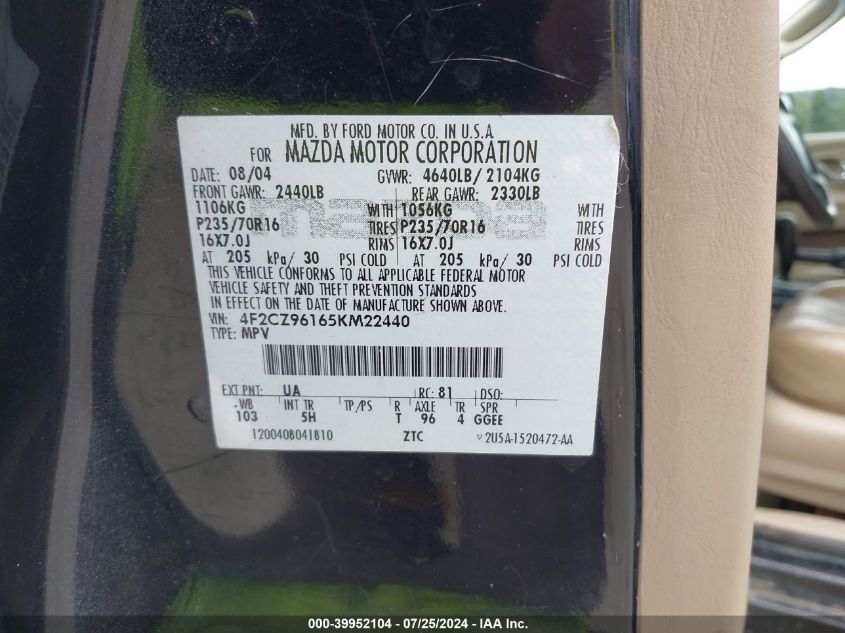 MFD. BY FORD MOTOR CO. IN U.S.A.
FOR MAZDA MOTOR CORPORATION
DATE: 08/04 GVWR: 4640LB/ 2104KG
FRONT GAWR: 2440LB REAR GAWR: 2330LB
1106KG WITH 1056KG WITH
P235/70R16 TIRES P235/70R16 TIRES
16X7.0J RIMS 16X7.0J RIMS
AT 205 kPa/ 30 PSI COLD AT 205 kPa/ 30 PSI COLD
THIS VEHICLE CONFORMS TO ALL APPLICABLE FEDERAL MOTOR
VEHICLE SAFETY AND THEFT PREVENTION STANDARDS
IN EFFECT ON THE DATE OF MANUFACTURE SHOWN ABOVE.
VIN: 4F2CZ96165KM22440
TYPE: MPV
EXT PNT: UA RC: 81 DSO:
WB INT TR TP/PS R AXLE TR SPR
103 5H T 96 4 GGEE
1200408041810 ZTC 2U5A-1520472-AA
000-39952104 - 07/25/2024 - IAA Inc.